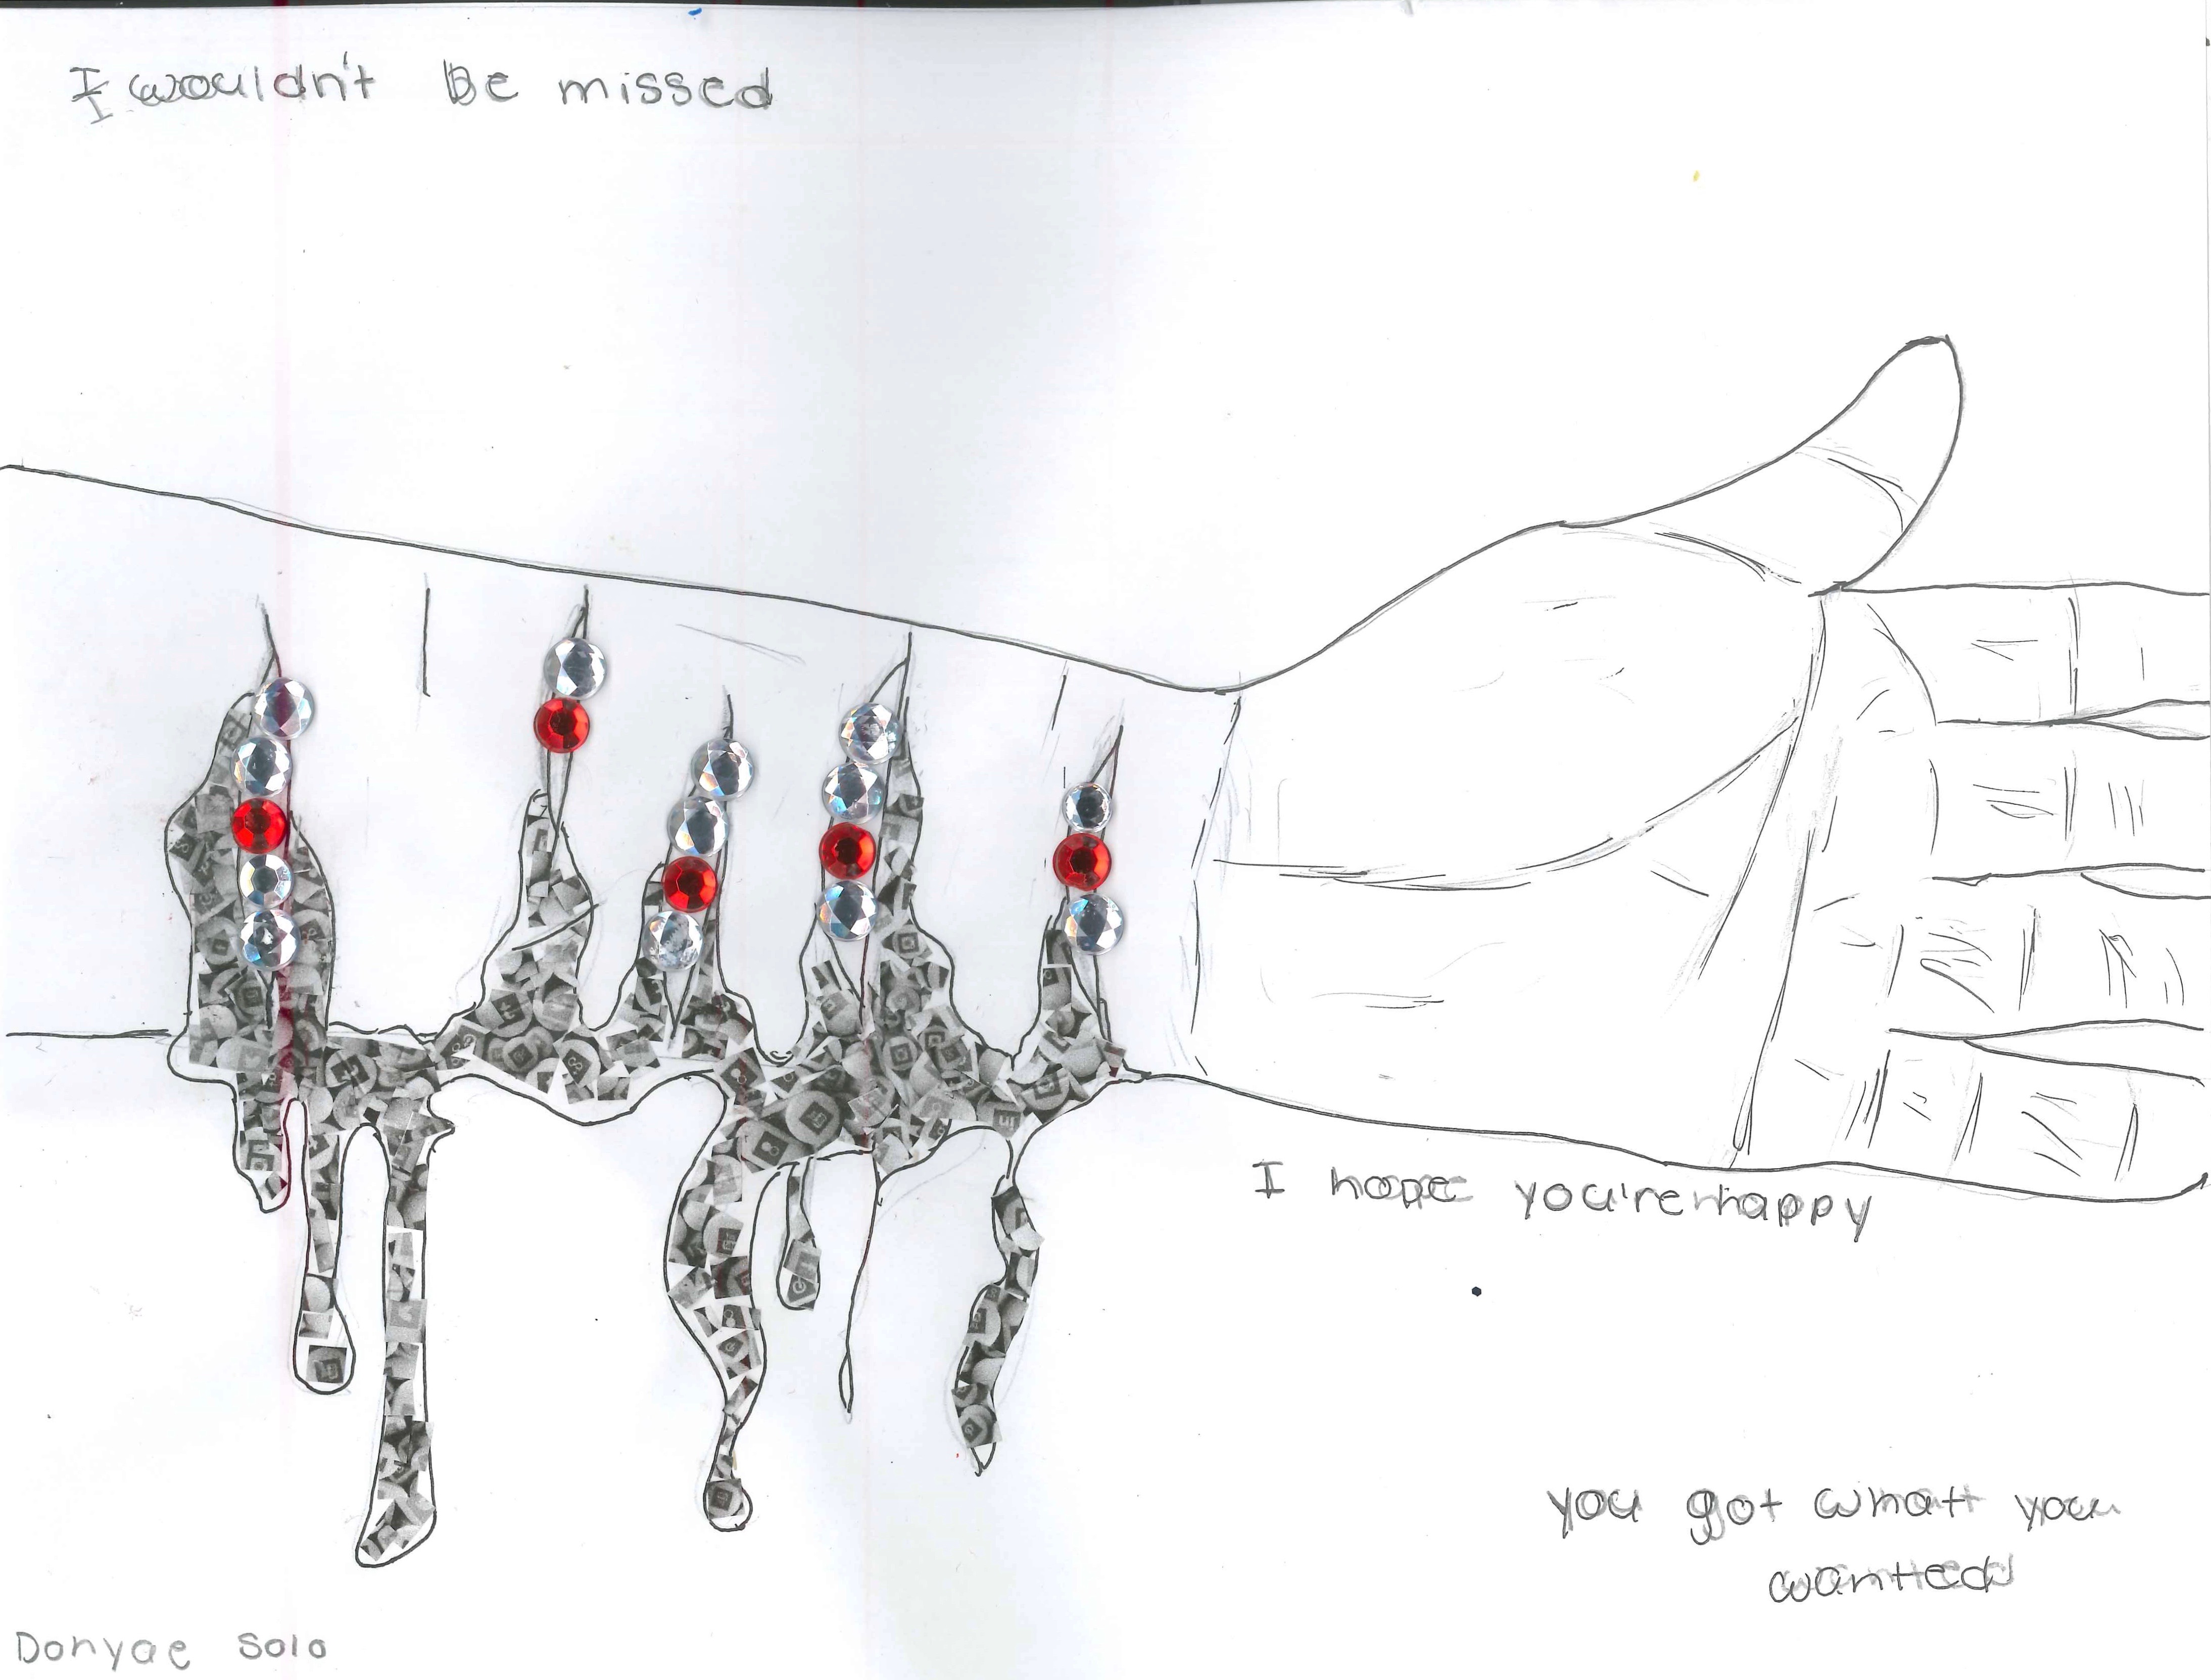 I wouldn't Be missed
I hope you're happy
you got what you
wanted
Donyae Solo